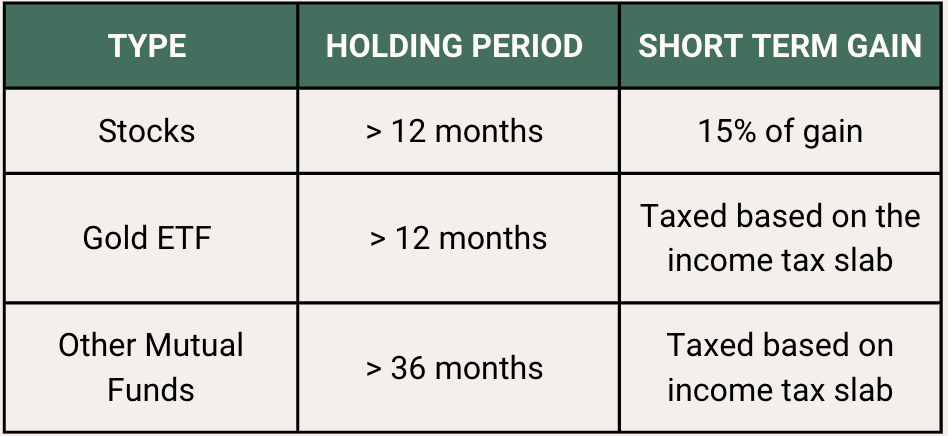 TYPE HOLDING PERIOD SHORT TERM GAIN
Stocks > 12 months 15% of gain
Gold ETF > 12 months Taxed based on the
income tax slab
Other Mutual
Funds > 36 months Taxed based on
income tax slab